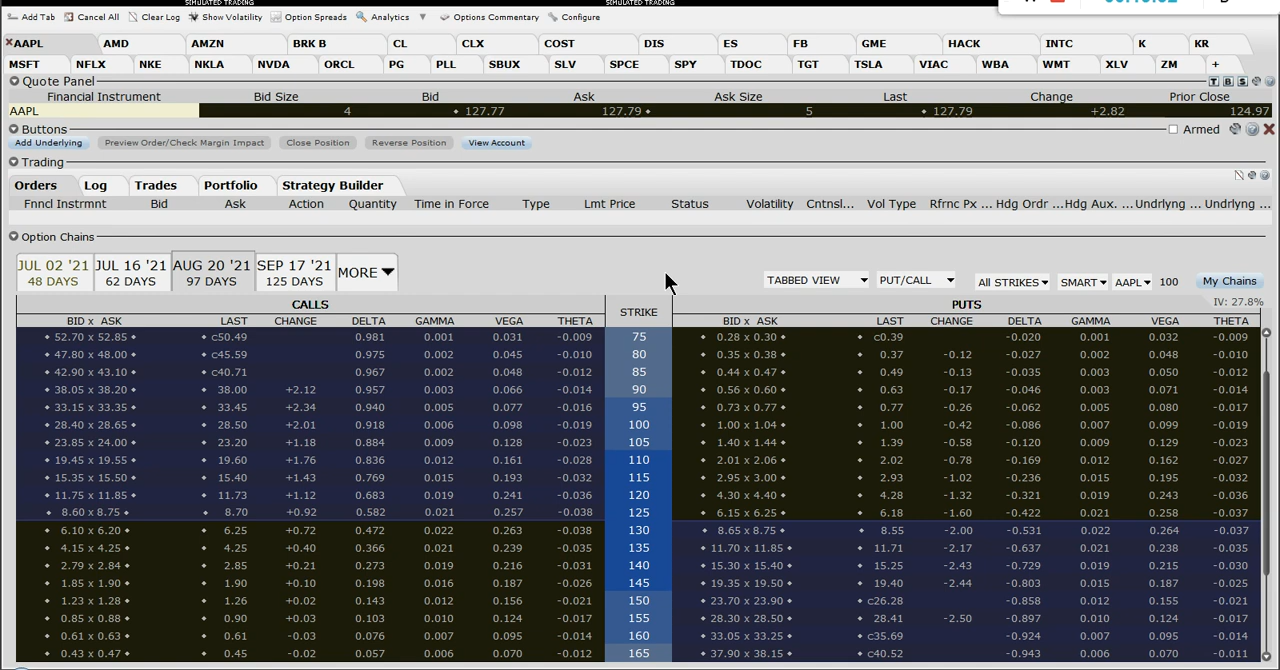 SIMULATED TRADING SIMULATED TRADING
Add Tab Cancel All Clear Log Show Volatility Option Spreads Analytics Options Commentary Configure
AAPL AMD AMZN BRK B CL CLX COST DIS ES FB GME HACK INTC K KR
MSFT NFLX NKE NKLA NVDA ORCL PG PLL SBUX SLV SPCE SPY TDOC TGT TSLA VIAC WBA WMT XLV ZM +
Quote Panel T B S
Financial Instrument Bid Size Bid Ask Ask Size Last Change Prior Close
AAPL 4 127.77 127.79 5 127.79 +2.82 124.97
Buttons Armed
Add Underlying Preview Order/Check Margin Impact Close Position Reverse Position View Account
Trading
Orders Log Trades Portfolio Strategy Builder
Fnncl Instrmnt Bid Ask Action Quantity Time in Force Type Lmt Price Status Volatility Cntnsl... Vol Type Rfrnc Px ... Hdg Ordr ... Hdg Aux. ... Undrlyng ... Undrlyng ...
Option Chains
JUL 02 '21 JUL 16 '21 AUG 20 '21 SEP 17 '21 MORE
48 DAYS 62 DAYS 97 DAYS 125 DAYS
TABBED VIEW PUT/CALL All STRIKES SMART AAPL 100 My Chains
CALLS STRIKE PUTS IV: 27.8%
BID x ASK LAST CHANGE DELTA GAMMA VEGA THETA BID x ASK LAST CHANGE DELTA GAMMA VEGA THETA
52.70 x 52.85 c50.49 0.981 0.001 0.031 -0.009 75 0.28 x 0.30 c0.39 -0.020 0.001 0.032 -0.009
47.80 x 48.00 c45.59 0.975 0.002 0.045 -0.010 80 0.35 x 0.38 0.37 -0.12 -0.027 0.002 0.048 -0.010
42.90 x 43.10 c40.71 0.967 0.002 0.048 -0.012 85 0.44 x 0.47 0.49 -0.13 -0.035 0.003 0.050 -0.012
38.05 x 38.20 38.00 +2.12 0.957 0.003 0.066 -0.014 90 0.56 x 0.60 0.63 -0.17 -0.046 0.003 0.071 -0.014
33.15 x 33.35 33.45 +2.34 0.940 0.005 0.077 -0.016 95 0.73 x 0.77 0.77 -0.26 -0.062 0.005 0.080 -0.017
28.40 x 28.65 28.50 +2.01 0.918 0.006 0.098 -0.019 100 1.00 x 1.04 1.00 -0.42 -0.086 0.007 0.099 -0.019
23.85 x 24.00 23.20 +1.18 0.884 0.009 0.128 -0.023 105 1.40 x 1.44 1.39 -0.58 -0.120 0.009 0.129 -0.023
19.45 x 19.55 19.60 +1.76 0.836 0.012 0.161 -0.028 110 2.01 x 2.06 2.02 -0.78 -0.169 0.012 0.162 -0.027
15.35 x 15.50 15.40 +1.43 0.769 0.015 0.193 -0.032 115 2.95 x 3.00 2.93 -1.02 -0.236 0.015 0.195 -0.032
11.75 x 11.85 11.73 +1.12 0.683 0.019 0.241 -0.036 120 4.30 x 4.40 4.28 -1.32 -0.321 0.019 0.243 -0.036
8.60 x 8.75 8.70 +0.92 0.582 0.021 0.257 -0.038 125 6.15 x 6.25 6.18 -1.60 -0.422 0.021 0.258 -0.037
6.10 x 6.20 6.25 +0.72 0.472 0.022 0.263 -0.038 130 8.65 x 8.75 8.55 -2.00 -0.531 0.022 0.264 -0.037
4.15 x 4.25 4.25 +0.40 0.366 0.021 0.239 -0.035 135 11.70 x 11.85 11.71 -2.17 -0.637 0.021 0.238 -0.035
2.79 x 2.84 2.85 +0.21 0.273 0.019 0.216 -0.031 140 15.30 x 15.40 15.25 -2.43 -0.729 0.019 0.215 -0.030
1.85 x 1.90 1.90 +0.10 0.198 0.016 0.187 -0.026 145 19.35 x 19.50 19.40 -2.44 -0.803 0.015 0.187 -0.025
1.23 x 1.28 1.26 +0.02 0.143 0.012 0.156 -0.021 150 23.70 x 23.90 c26.28 -0.858 0.012 0.155 -0.021
0.85 x 0.88 0.90 +0.03 0.103 0.010 0.124 -0.017 155 28.30 x 28.50 28.41 -2.50 -0.897 0.010 0.124 -0.017
0.61 x 0.63 0.61 -0.03 0.076 0.007 0.095 -0.014 160 33.05 x 33.25 c35.69 -0.924 0.007 0.095 -0.014
0.43 x 0.47 0.45 -0.02 0.057 0.006 0.070 -0.012 165 37.90 x 38.15 c40.52 -0.943 0.006 0.070 -0.011